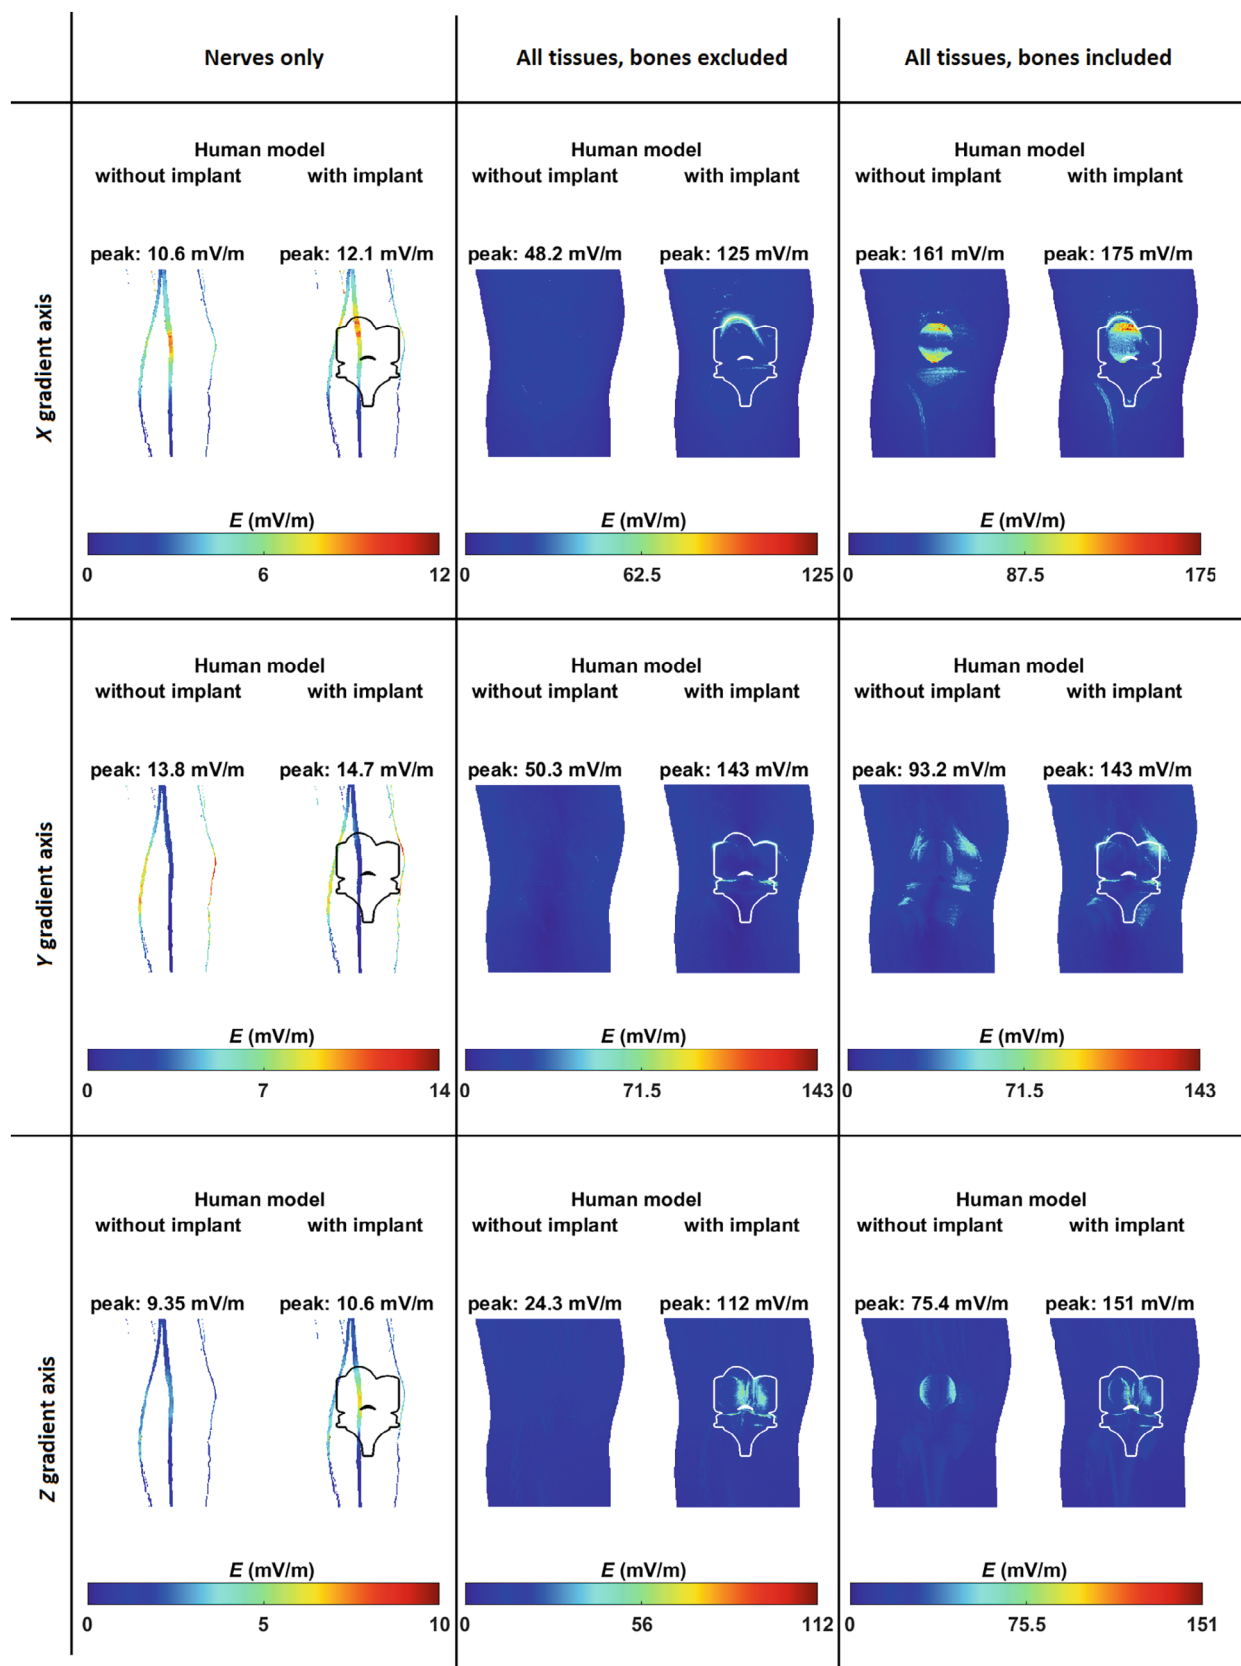 Nerves only
All tissues, bones excluded
All tissues, bones included
X gradient axis
Human model
without implant with implant
peak: 10.6 mV/m peak: 12.1 mV/m
E (mV/m)
0 6 12
Human model
without implant with implant
peak: 48.2 mV/m peak: 125 mV/m
E (mV/m)
0 62.5 125
Human model
without implant with implant
peak: 161 mV/m peak: 175 mV/m
E (mV/m)
0 87.5 175
Y gradient axis
Human model
without implant with implant
peak: 13.8 mV/m peak: 14.7 mV/m
E (mV/m)
0 7 14
Human model
without implant with implant
peak: 50.3 mV/m peak: 143 mV/m
E (mV/m)
0 71.5 143
Human model
without implant with implant
peak: 93.2 mV/m peak: 143 mV/m
E (mV/m)
0 71.5 143
Z gradient axis
Human model
without implant with implant
peak: 9.35 mV/m peak: 10.6 mV/m
E (mV/m)
0 5 10
Human model
without implant with implant
peak: 24.3 mV/m peak: 112 mV/m
E (mV/m)
0 56 112
Human model
without implant with implant
peak: 75.4 mV/m peak: 151 mV/m
E (mV/m)
0 75.5 151